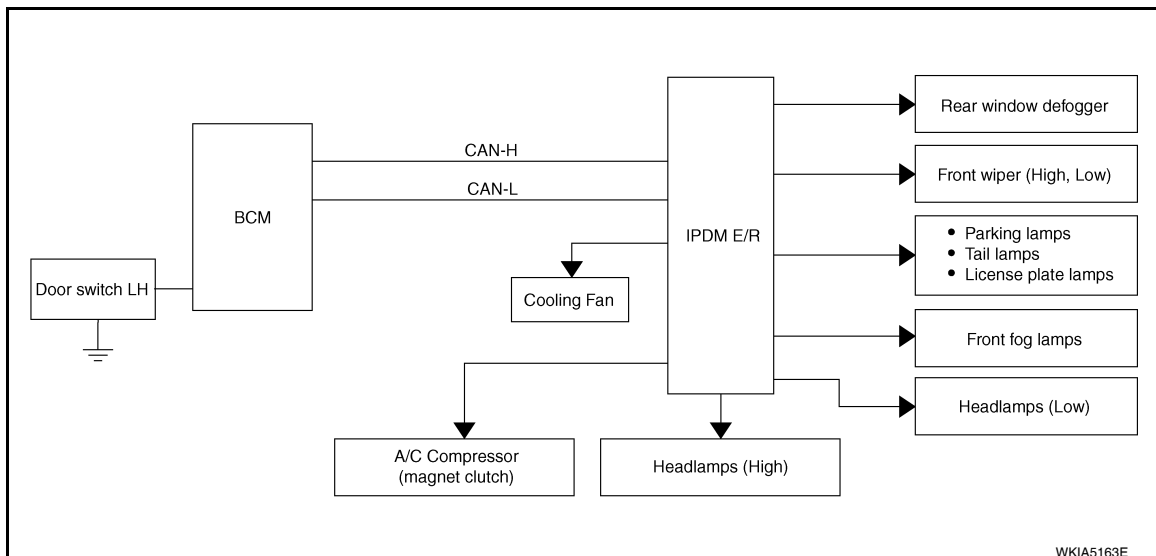 Rear window defogger
CAN-H
Front wiper (High, Low)
CAN-L
BCM
IPDM E/R
• Parking lamps
• Tail lamps
• License plate lamps
Door switch LH
Cooling Fan
Front fog lamps
Headlamps (Low)
A/C Compressor
(magnet clutch)
Headlamps (High)
WKIA5163E